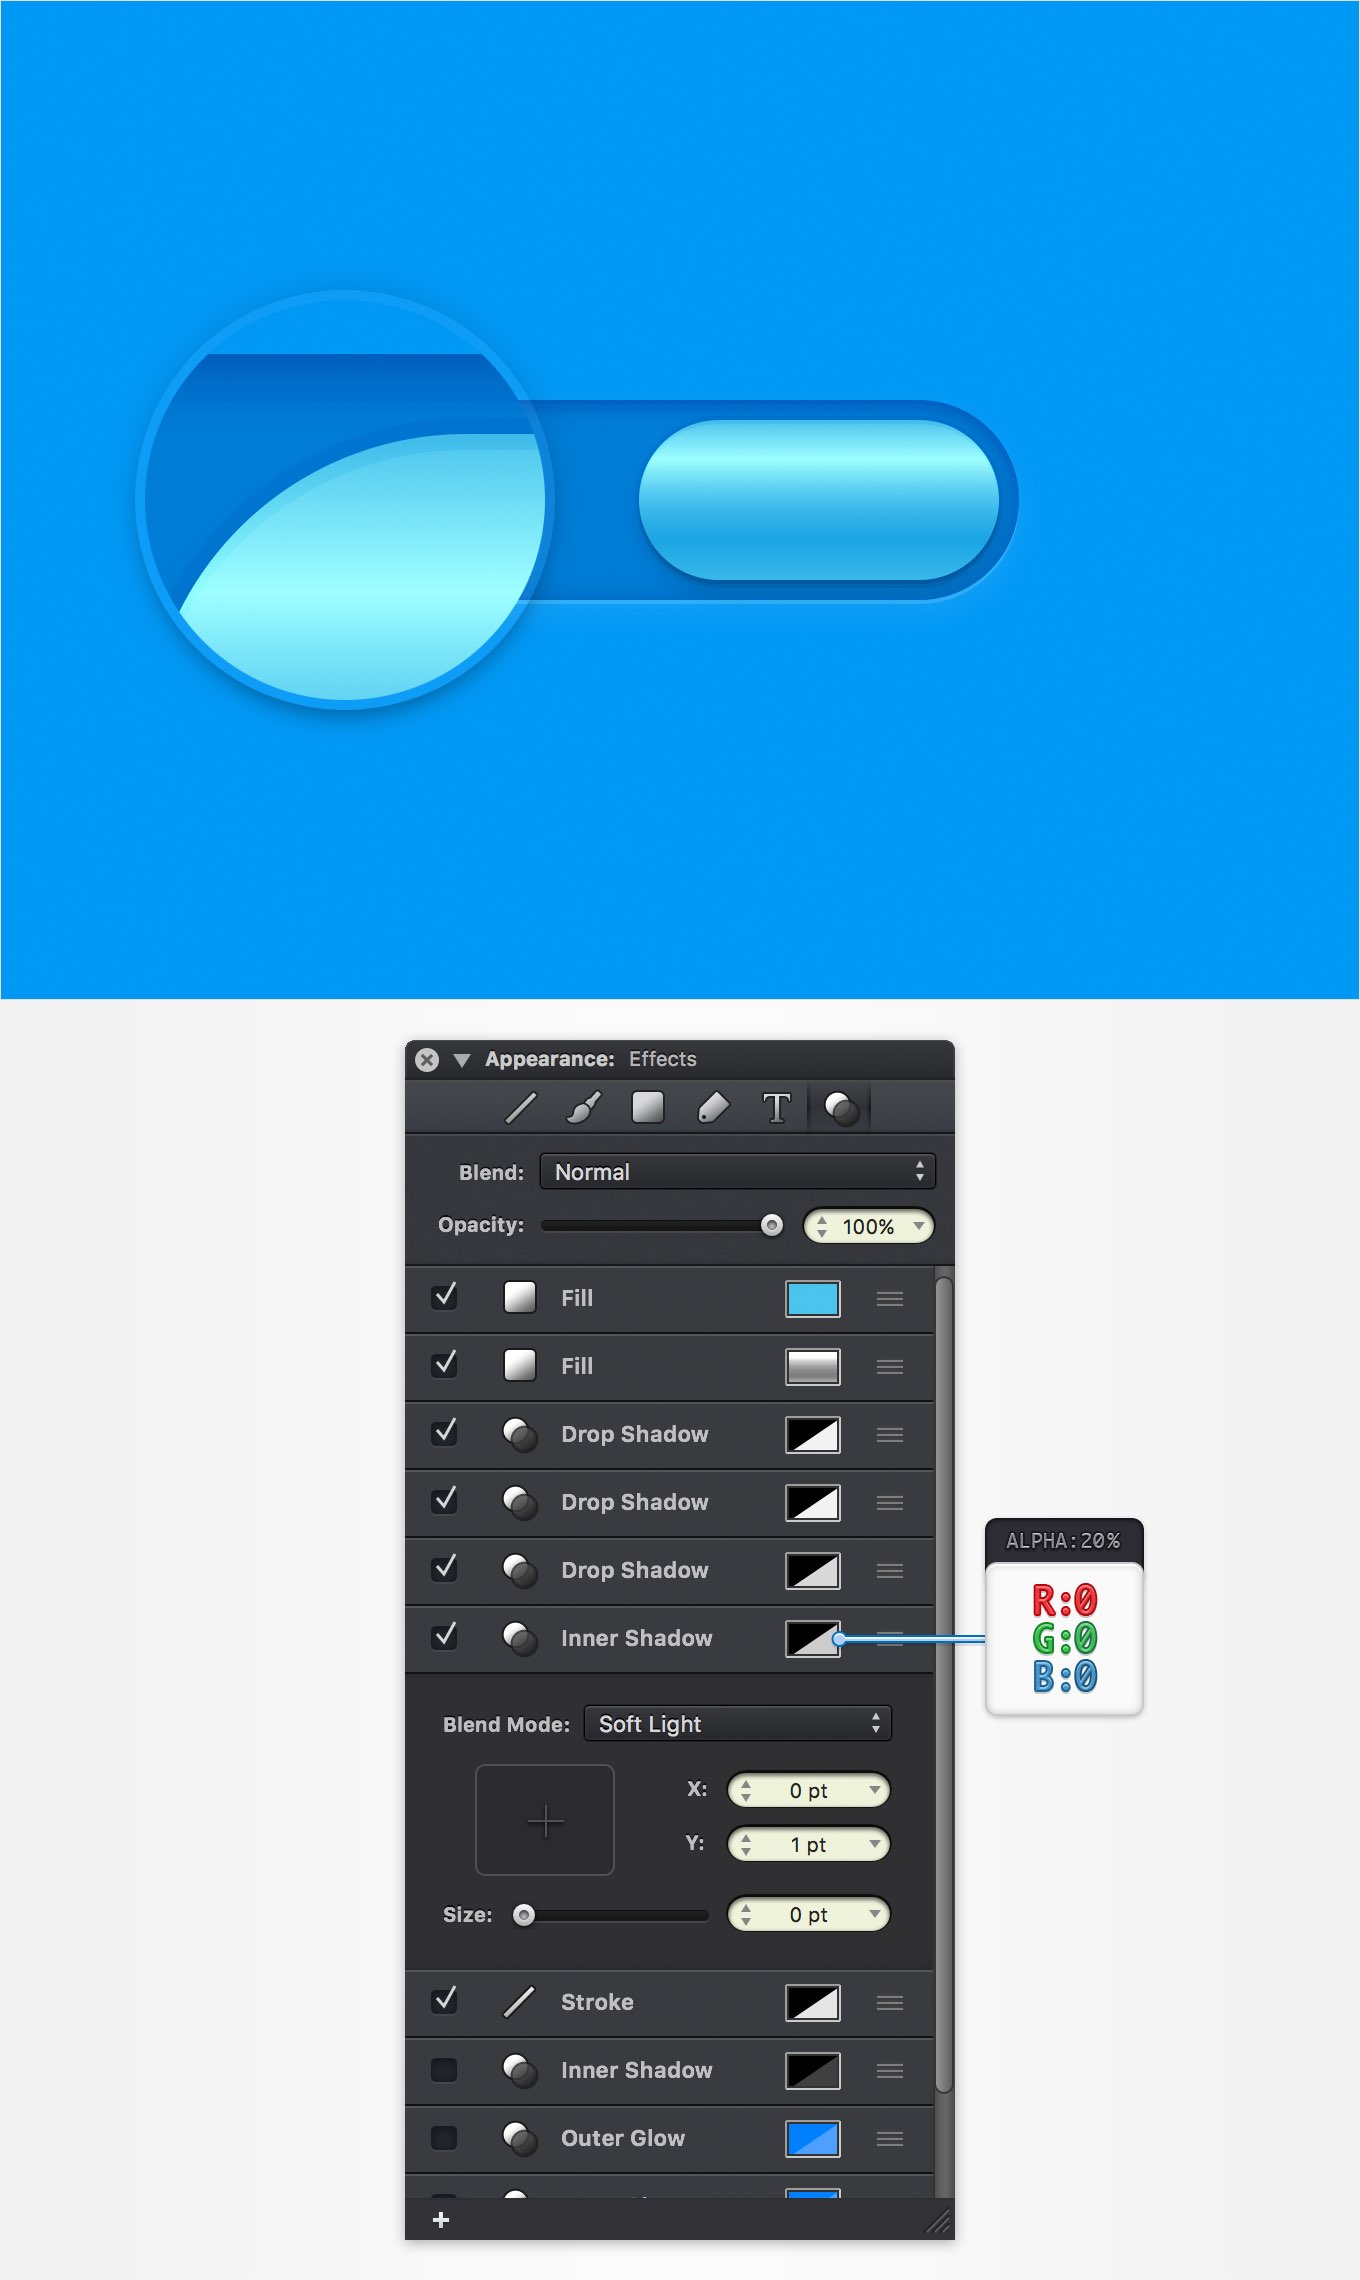 Appearance: Effects
T
Blend: Normal
Opacity: 100%
Fill
Fill
Drop Shadow
Drop Shadow
Drop Shadow
ALPHA:20%
Inner Shadow
R:0
G:0
B:0
Blend Mode: Soft Light
X: 0 pt
Y: 1 pt
Size: 0 pt
Stroke
Inner Shadow
Outer Glow